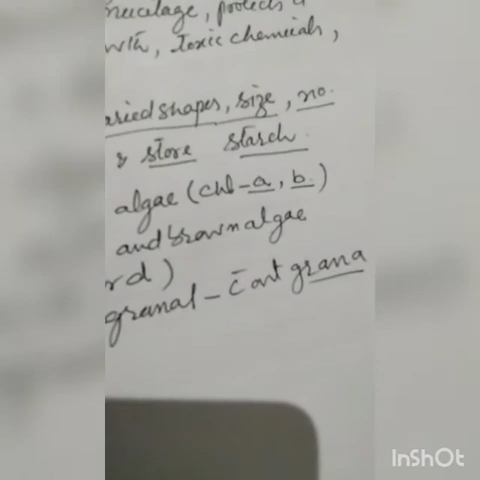 mucilage, protects
wth, toxic chemicals,
aried shapes, size, no.
& store starch.
algae (chl-a, b)
and brown algae
rd)
granal - c̄out grana
InShOt